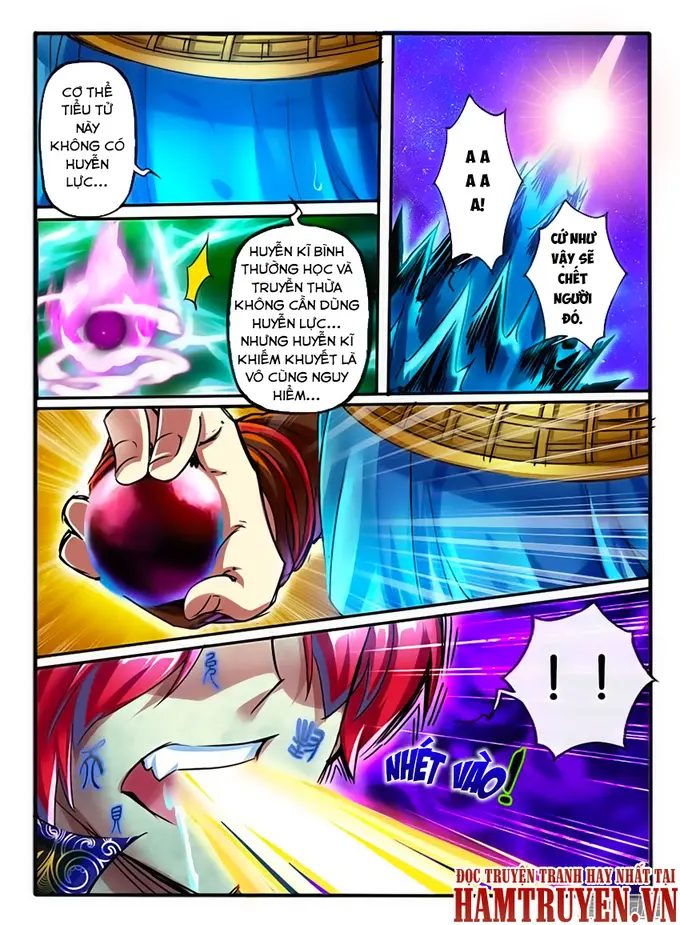 CƠ THỂ
TIỂU TỬ
NÀY
KHÔNG CÓ
HUYỄN
LỰC...
A A
A A
A!
CỨ NHƯ
VẬY SẼ
CHẾT
NGƯỜI
ĐÓ.
HUYỄN KĨ BÌNH
THƯỜNG HỌC VÀ
TRUYỀN THỪA
KHÔNG CẦN DÙNG
HUYỄN LỰC...
NHƯNG HUYỄN KĨ
KHIẾM KHUYẾT LÀ
VÔ CÙNG NGUY
HIỂM...
! !
NHÉT VÀO!
ĐỌC TRUYỆN TRANH HAY NHẤT TẠI
HAMTRUYEN.VN